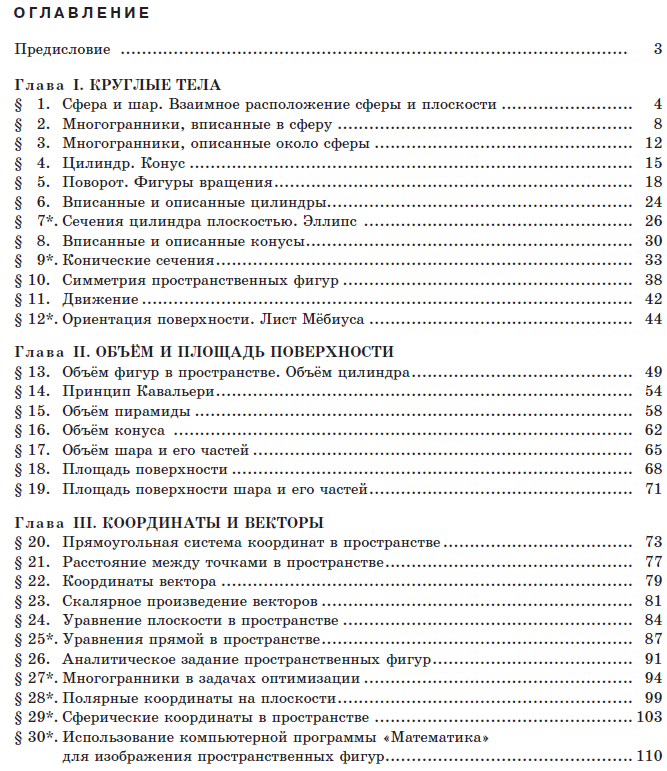 ОГЛАВЛЕНИЕ
Предисловие ........ 3
Глава I. КРУГЛЫЕ ТЕЛА
§ 1. Сфера и шар. Взаимное расположение сферы и плоскости ........ 4
§ 2. Многогранники, вписанные в сферу ........ 8
§ 3. Многогранники, описанные около сферы ........ 12
§ 4. Цилиндр. Конус ........ 15
§ 5. Поворот. Фигуры вращения ........ 18
§ 6. Вписанные и описанные цилиндры ........ 24
§ 7*. Сечения цилиндра плоскостью. Эллипс ........ 26
§ 8. Вписанные и описанные конусы ........ 30
§ 9*. Конические сечения ........ 33
§ 10. Симметрия пространственных фигур ........ 38
§ 11. Движение ........ 42
§ 12*. Ориентация поверхности. Лист Мёбиуса ........ 44
Глава II. ОБЪЁМ И ПЛОЩАДЬ ПОВЕРХНОСТИ
§ 13. Объём фигур в пространстве. Объём цилиндра ........ 49
§ 14. Принцип Кавальери ........ 54
§ 15. Объём пирамиды ........ 58
§ 16. Объём конуса ........ 62
§ 17. Объём шара и его частей ........ 65
§ 18. Площадь поверхности ........ 68
§ 19. Площадь поверхности шара и его частей ........ 71
Глава III. КООРДИНАТЫ И ВЕКТОРЫ
§ 20. Прямоугольная система координат в пространстве ........ 73
§ 21. Расстояние между точками в пространстве ........ 77
§ 22. Координаты вектора ........ 79
§ 23. Скалярное произведение векторов ........ 81
§ 24. Уравнение плоскости в пространстве ........ 84
§ 25*. Уравнения прямой в пространстве ........ 87
§ 26. Аналитическое задание пространственных фигур ........ 91
§ 27*. Многогранники в задачах оптимизации ........ 94
§ 28*. Полярные координаты на плоскости ........ 99
§ 29*. Сферические координаты в пространстве ........ 103
§ 30*. Использование компьютерной программы «Математика»
для изображения пространственных фигур ........ 110